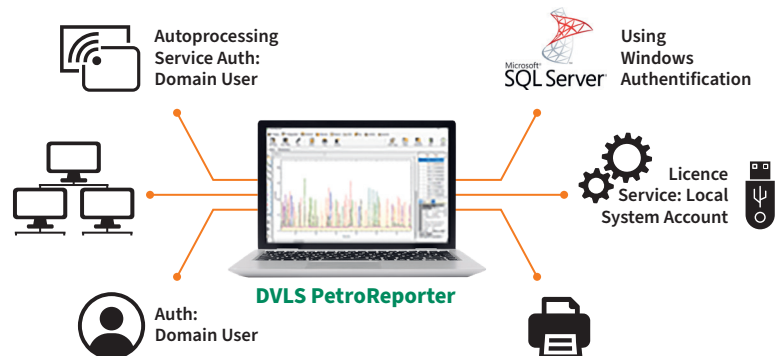 Autoprocessing
Service Auth:
Domain User
Microsoft®
SQL Server®
Using
Windows
Authentification
Licence
Service: Local
System Account
DVLS PetroReporter
Auth:
Domain User